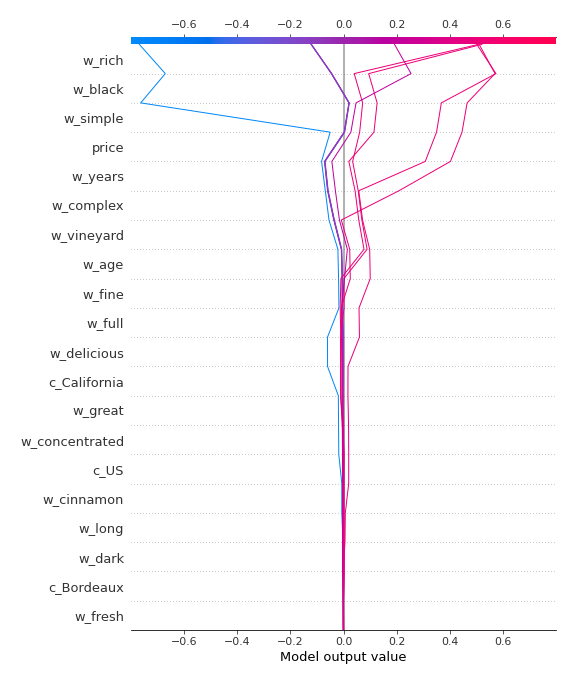 −0.6 −0.4 −0.2 0.0 0.2 0.4 0.6
w_rich
w_black
w_simple
price
w_years
w_complex
w_vineyard
w_age
w_fine
w_full
w_delicious
c_California
w_great
w_concentrated
c_US
w_cinnamon
w_long
w_dark
c_Bordeaux
w_fresh
−0.6 −0.4 −0.2 0.0 0.2 0.4 0.6
Model output value